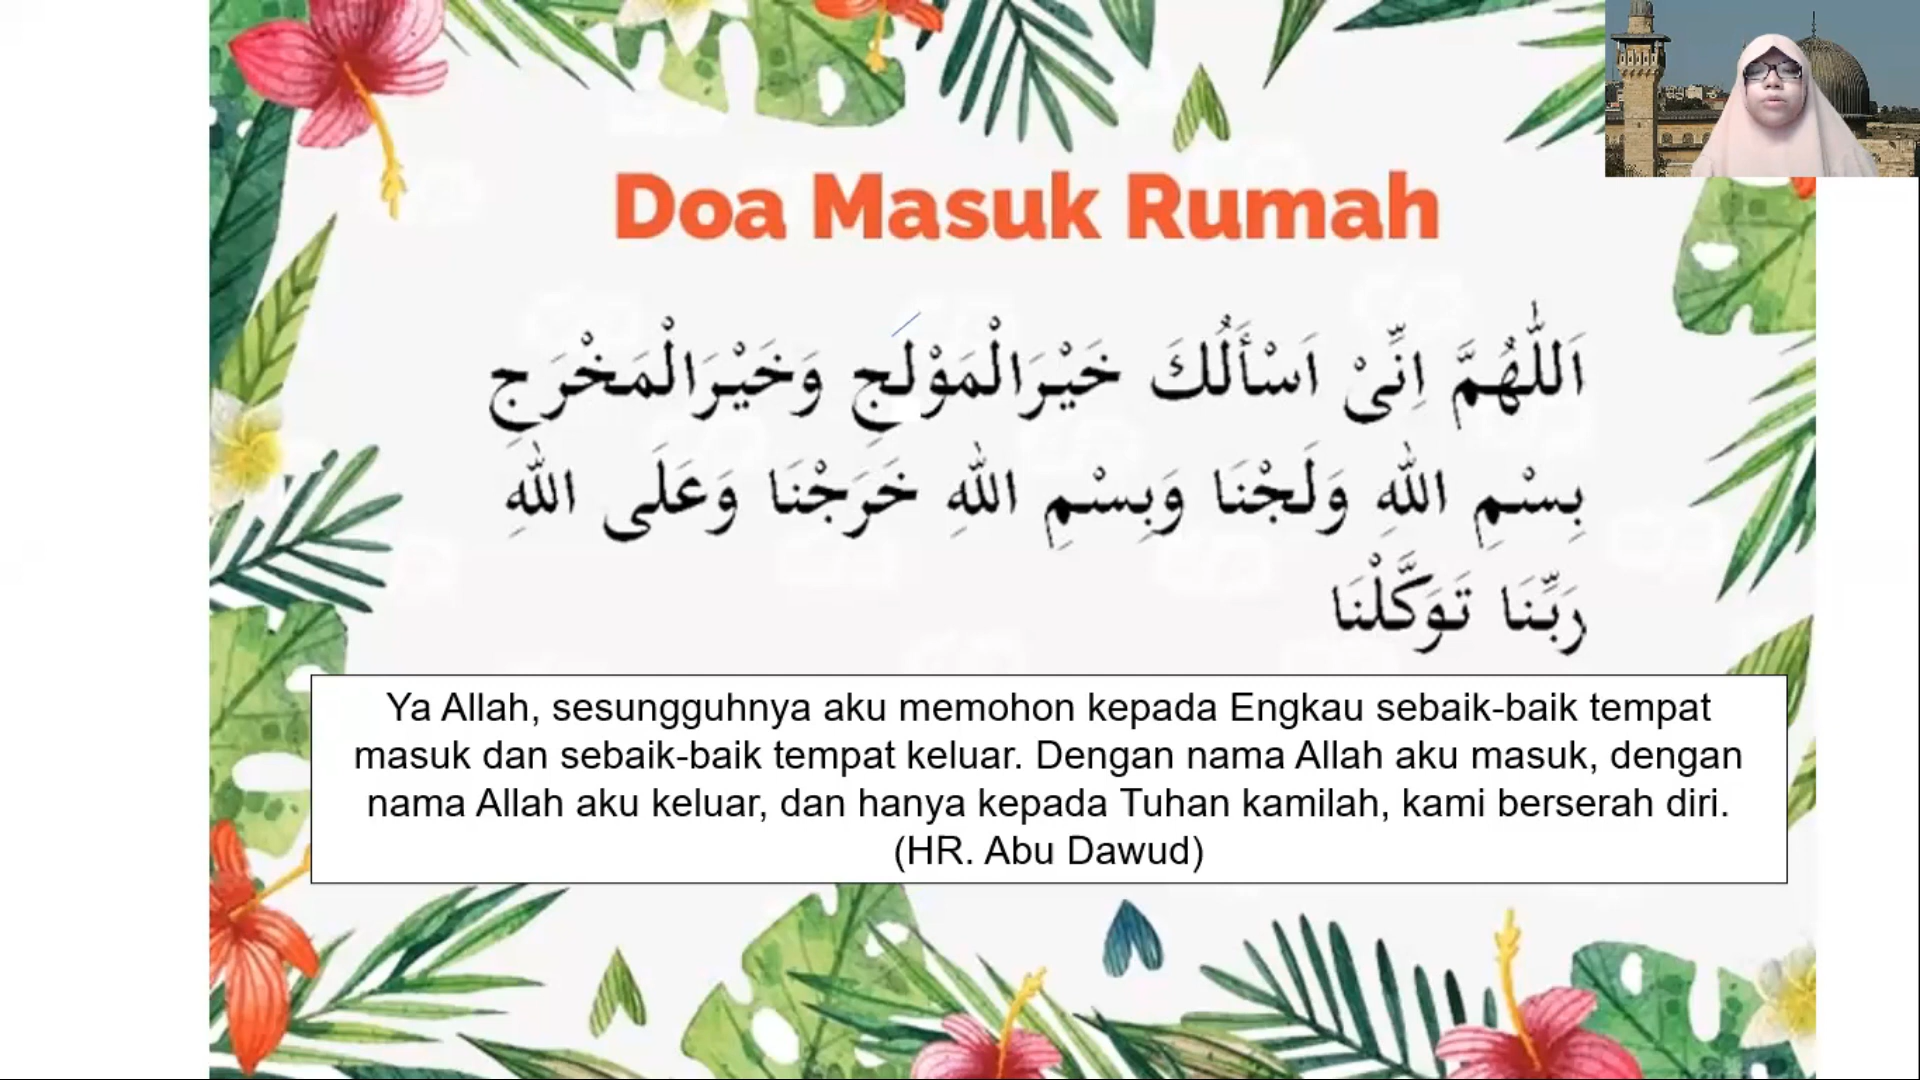 Doa Masuk Rumah
اَللّٰهُمَّ اِنِّىْ اَسْأَلُكَ خَيْرَالْمَوْلَجِ وَخَيْرَالْمَخْرَجِ
بِسْمِ اللهِ وَلَجْنَا وَبِسْمِ اللهِ خَرَجْنَا وَعَلَى اللهِ
رَبِّنَا تَوَكَّلْنَا
Ya Allah, sesungguhnya aku memohon kepada Engkau sebaik-baik tempat
masuk dan sebaik-baik tempat keluar. Dengan nama Allah aku masuk, dengan
nama Allah aku keluar, dan hanya kepada Tuhan kamilah, kami berserah diri.
(HR. Abu Dawud)